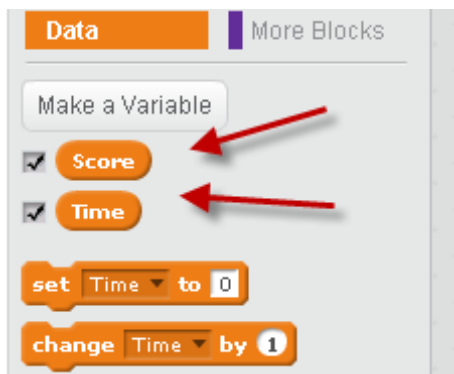 Data More Blocks
Make a Variable
Score
Time
set Time to 0
change Time by 1